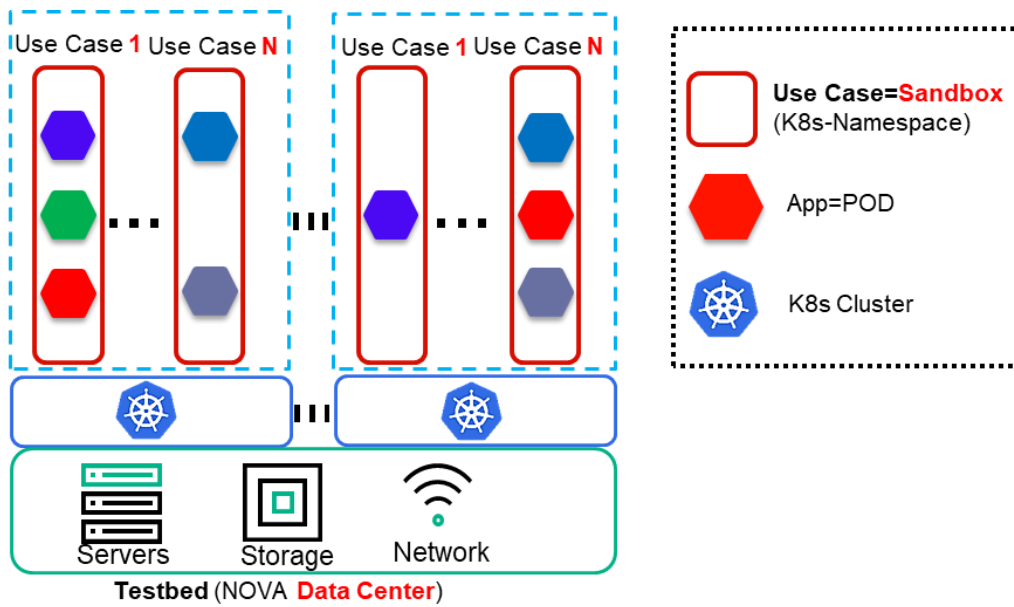 Use Case 1 Use Case N
Use Case 1 Use Case N
Use Case=Sandbox
(K8s-Namespace)
App=POD
K8s Cluster
Servers
Storage
Network
Testbed (NOVA Data Center)